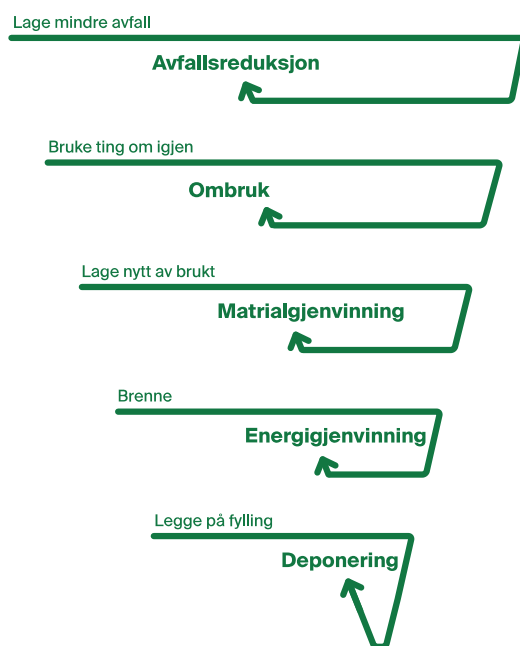 Lage mindre avfall
Avfallsreduksjon
Bruke ting om igjen
Ombruk
Lage nytt av brukt
Matrialgjenvinning
Brenne
Energigjenvinning
Legge på fylling
Deponering